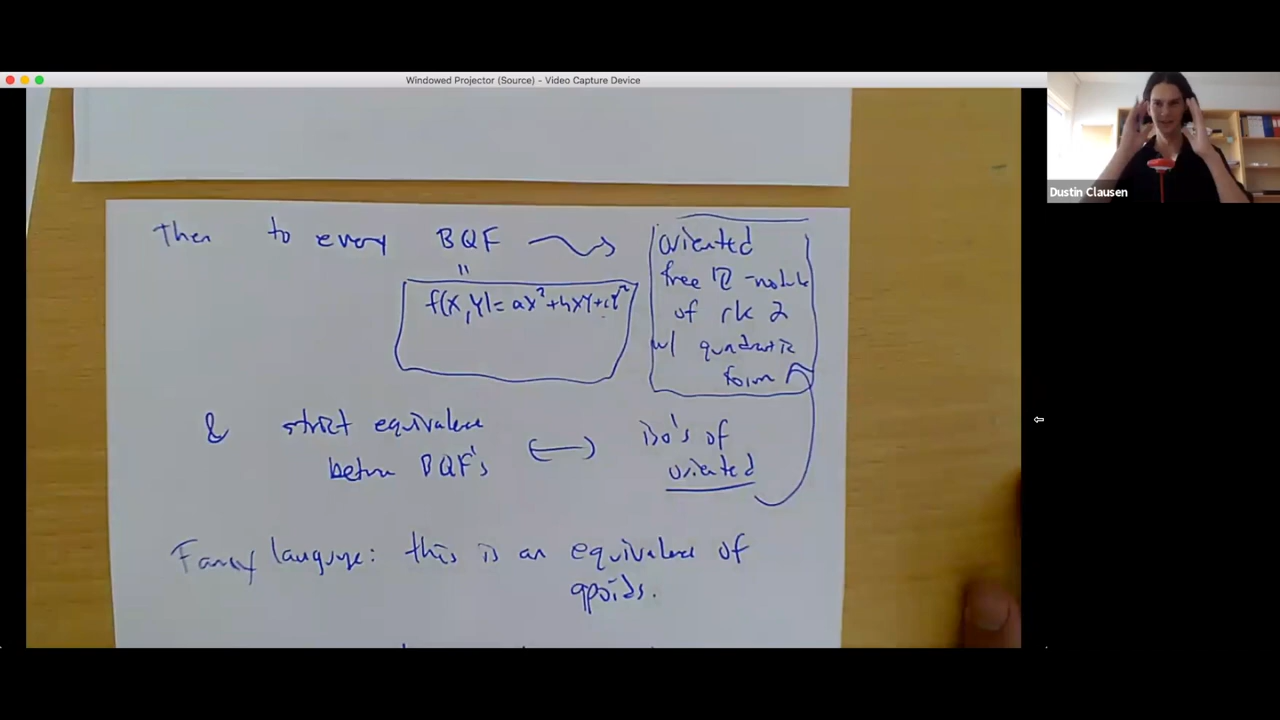 Windowed Projector (Source) - Video Capture Device
Dustin Clausen
Then to every BQF
"
f(X,Y)= aX²+bXY+cY²
oriented
free ℤ-module
of rk 2
w/ quadratic
form
& strict equivalence
between BQF's
iso's of
oriented
Fancy language: this is an equivalence of
gpoids.